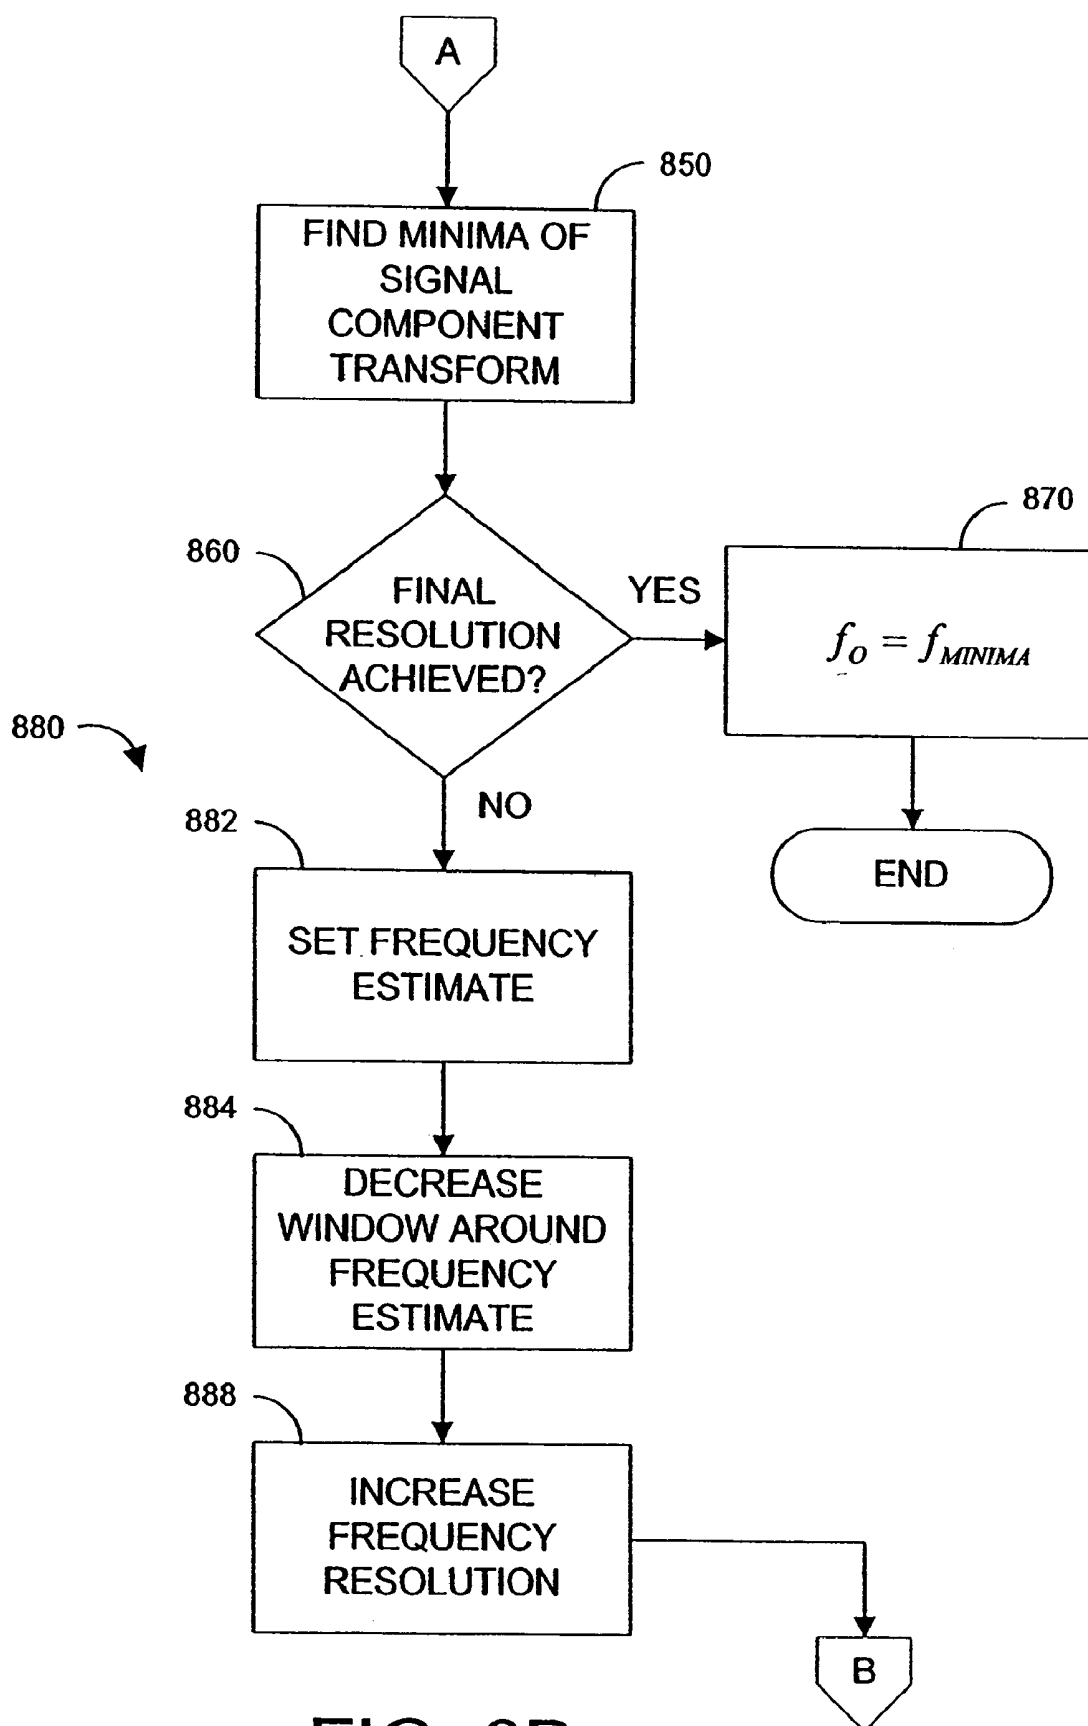 A
850
FIND MINIMA OF
SIGNAL
COMPONENT
TRANSFORM
870
860
FINAL
RESOLUTION
ACHIEVED?
YES
f_O = f_MINIMA
880
NO
END
882
SET FREQUENCY
ESTIMATE
884
DECREASE
WINDOW AROUND
FREQUENCY
ESTIMATE
888
INCREASE
FREQUENCY
RESOLUTION
B
FIG.